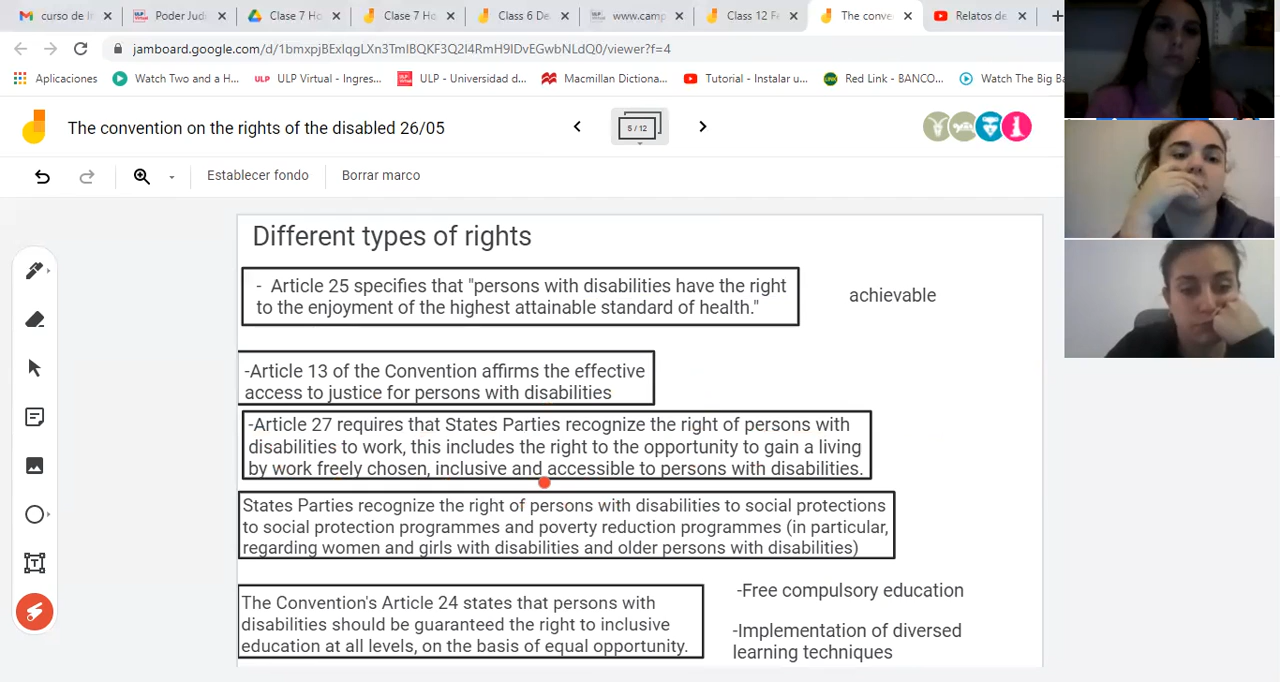 curso de In
Poder Judi
Clase 7 Ho
Clase 7 Ho
Class 6 De
www.camp
Class 12 Fe
The conve
Relatos de
jamboard.google.com/d/
/viewer?f=4
Aplicaciones
Watch Two and a H...
ULP Virtual - Ingres...
ULP - Universidad d...
Macmillan Dictiona...
Tutorial - Instalar u...
Red Link - BANCO...
Watch The Big Ba
The convention on the rights of the disabled 26/05
5 / 12
Establecer fondo
Borrar marco
Different types of rights
- Article 25 specifies that "persons with disabilities have the right
to the enjoyment of the highest attainable standard of health."
achievable
-Article 13 of the Convention affirms the effective
access to justice for persons with disabilities
-Article 27 requires that States Parties recognize the right of persons with
disabilities to work, this includes the right to the opportunity to gain a living
by work freely chosen, inclusive and accessible to persons with disabilities.
States Parties recognize the right of persons with disabilities to social protections
to social protection programmes and poverty reduction programmes (in particular,
regarding women and girls with disabilities and older persons with disabilities)
The Convention's Article 24 states that persons with
disabilities should be guaranteed the right to inclusive
education at all levels, on the basis of equal opportunity.
-Free compulsory education
-Implementation of diversed
learning techniques